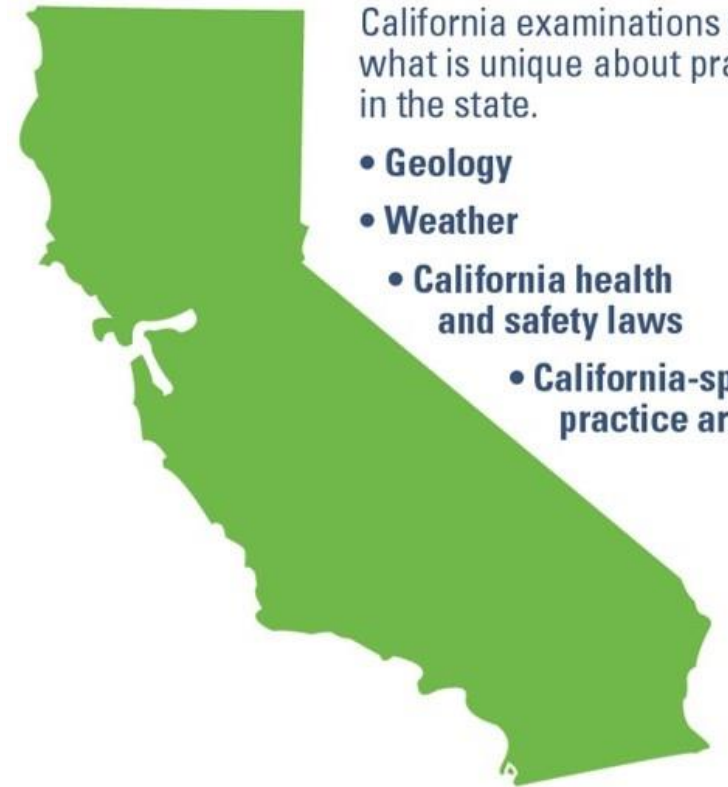 California examinations
what is unique about pra
in the state.
• Geology
• Weather
• California health
and safety laws
• California-sp
practice ar